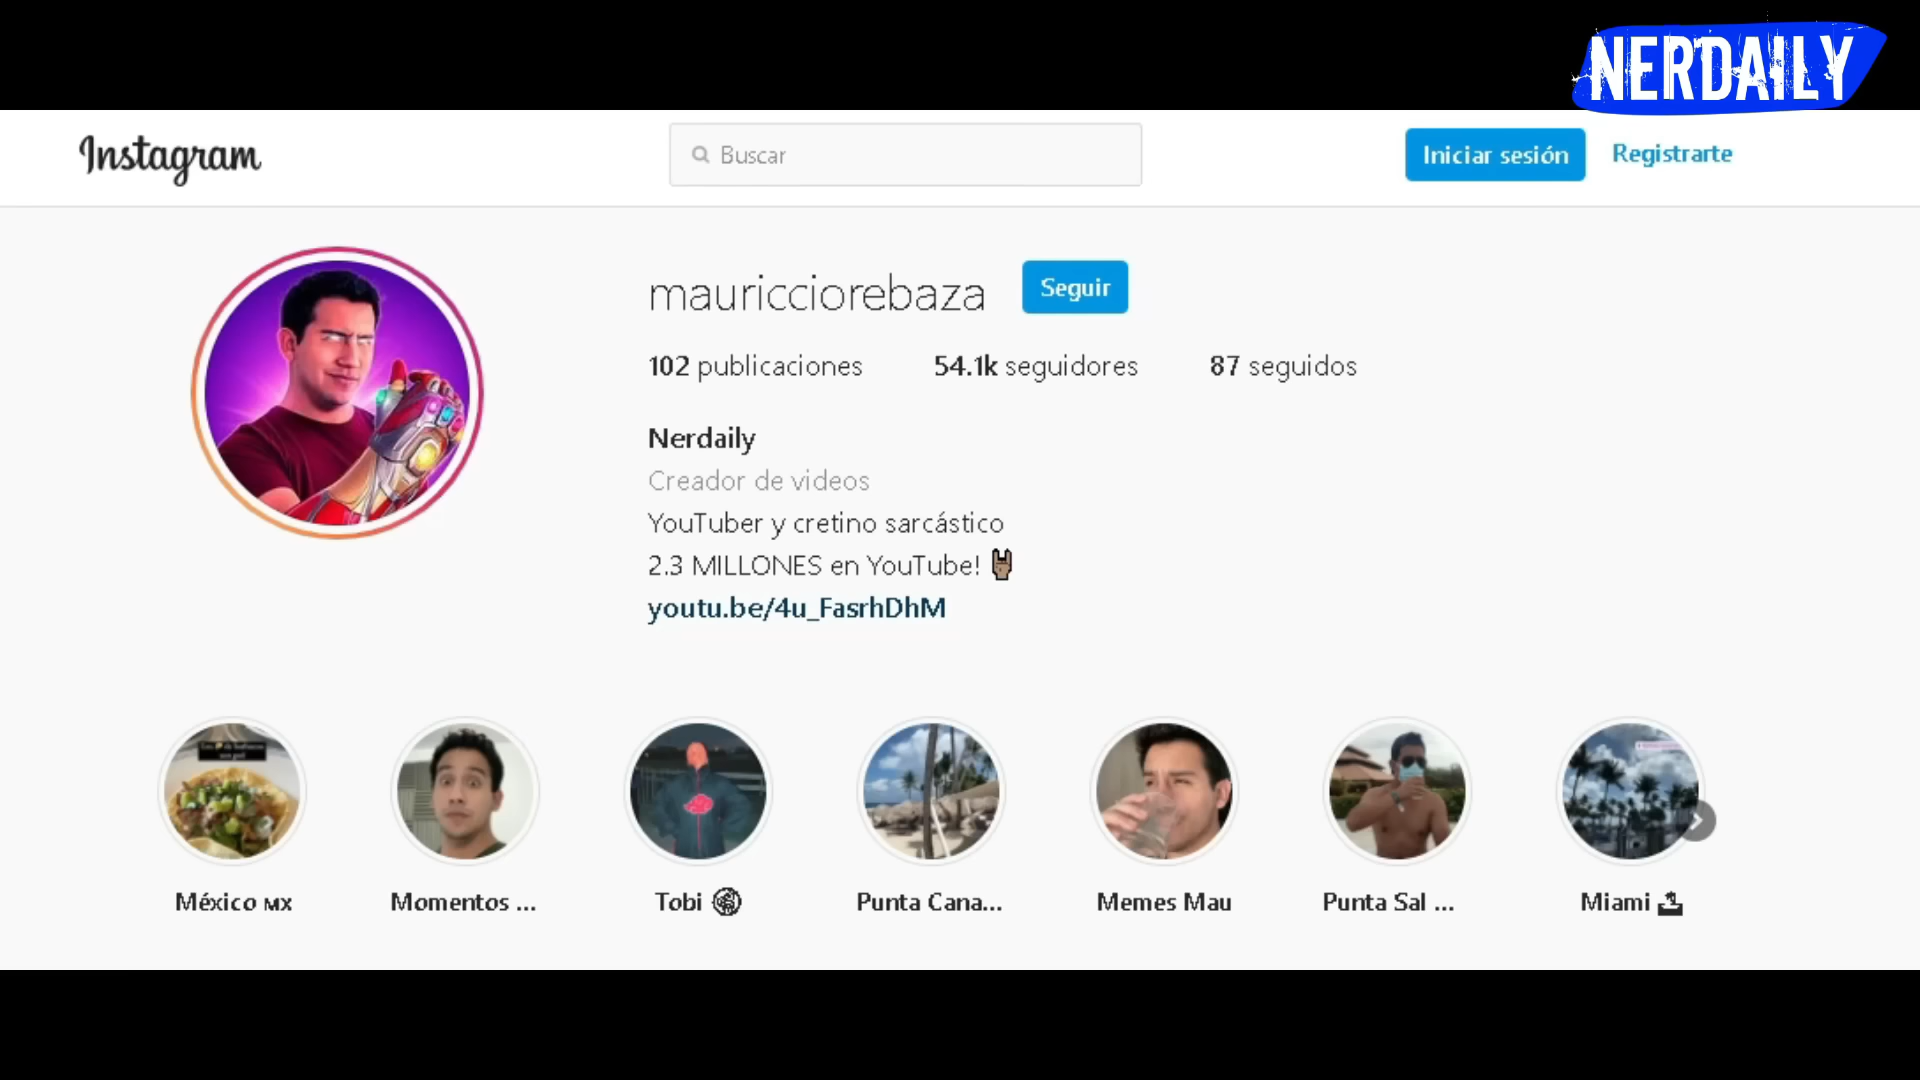 NERDAILY
Instagram
Buscar
Iniciar sesión
Registrarte
mauricciorebaza
Seguir
102 publicaciones
54.1k seguidores
87 seguidos
Nerdaily
Creador de videos
YouTuber y cretino sarcástico
2.3 MILLONES en YouTube! 🤘🏽
youtu.be/4u_FasrhDhM
México MX
Momentos ...
Tobi
Punta Cana...
Memes Mau
Punta Sal ...
Miami